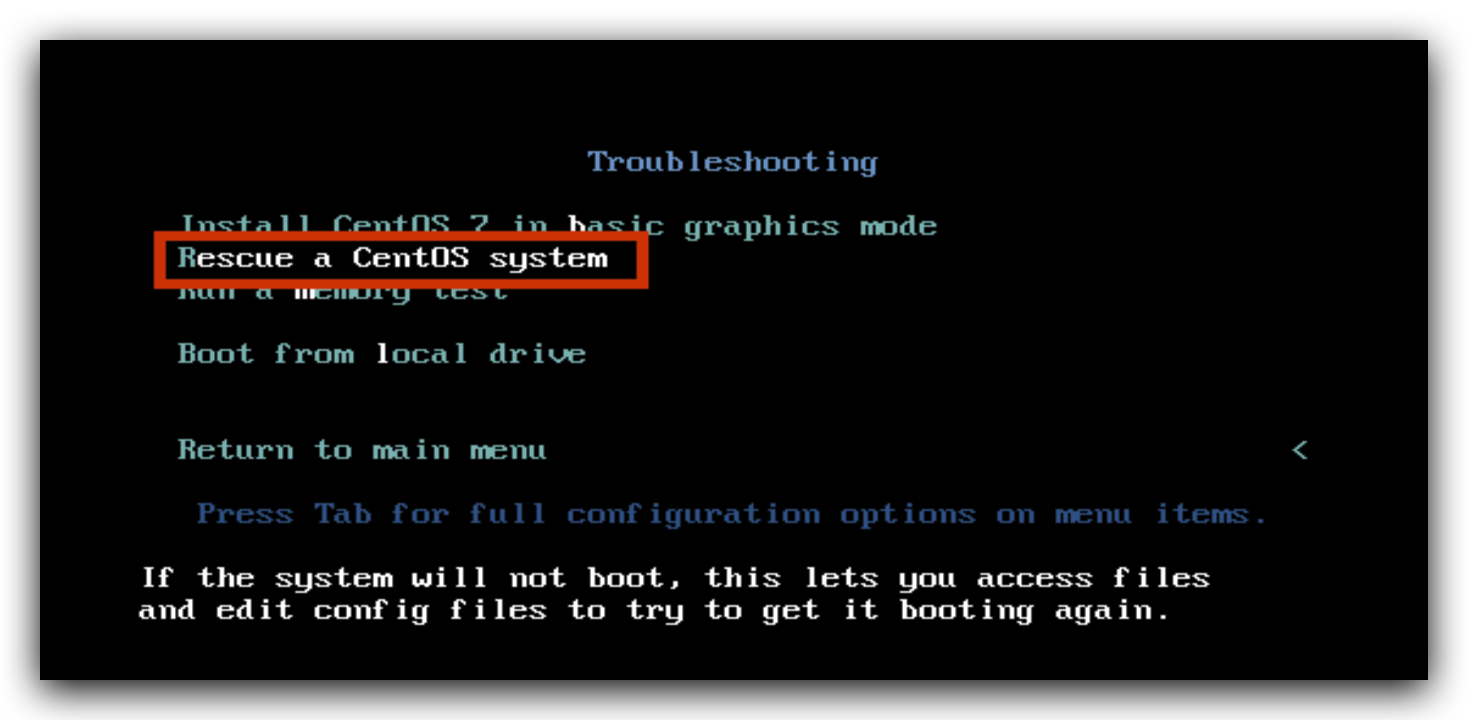 Troubleshooting
Install CentOS 7 in basic graphics mode
Rescue a CentOS system
Run a memory test
Boot from local drive
Return to main menu <
Press Tab for full configuration options on menu items.
If the system will not boot, this lets you access files
and edit config files to try to get it booting again.